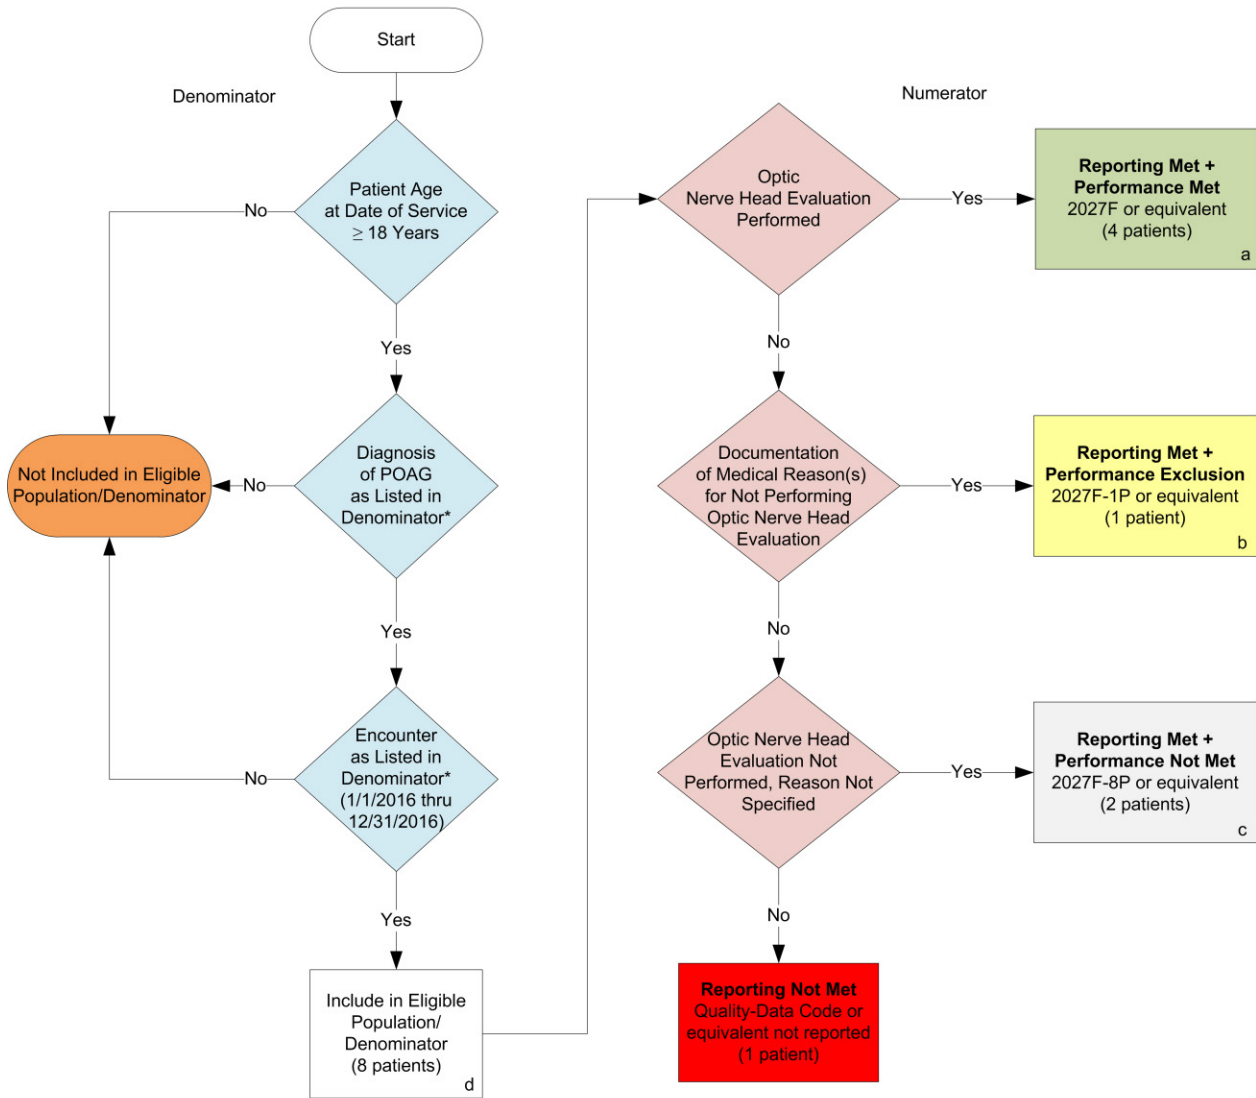 Start
Denominator
Patient Age
at Date of Service
≥ 18 Years
No
Yes
Diagnosis
of POAG
as Listed in
Denominator*
No
Not Included in Eligible
Population/Denominator
Yes
Encounter
as Listed in
Denominator*
(1/1/2016 thru
12/31/2016)
No
Yes
Include in Eligible
Population/
Denominator
(8 patients)
d
Numerator
Optic
Nerve Head Evaluation
Performed
Yes
Reporting Met +
Performance Met
2027F or equivalent
(4 patients)
a
No
Documentation
of Medical Reason(s)
for Not Performing
Optic Nerve Head
Evaluation
Yes
Reporting Met +
Performance Exclusion
2027F-1P or equivalent
(1 patient)
b
No
Optic Nerve Head
Evaluation Not
Performed, Reason Not
Specified
Yes
Reporting Met +
Performance Not Met
2027F-8P or equivalent
(2 patients)
c
No
Reporting Not Met
Quality-Data Code or
equivalent not reported
(1 patient)